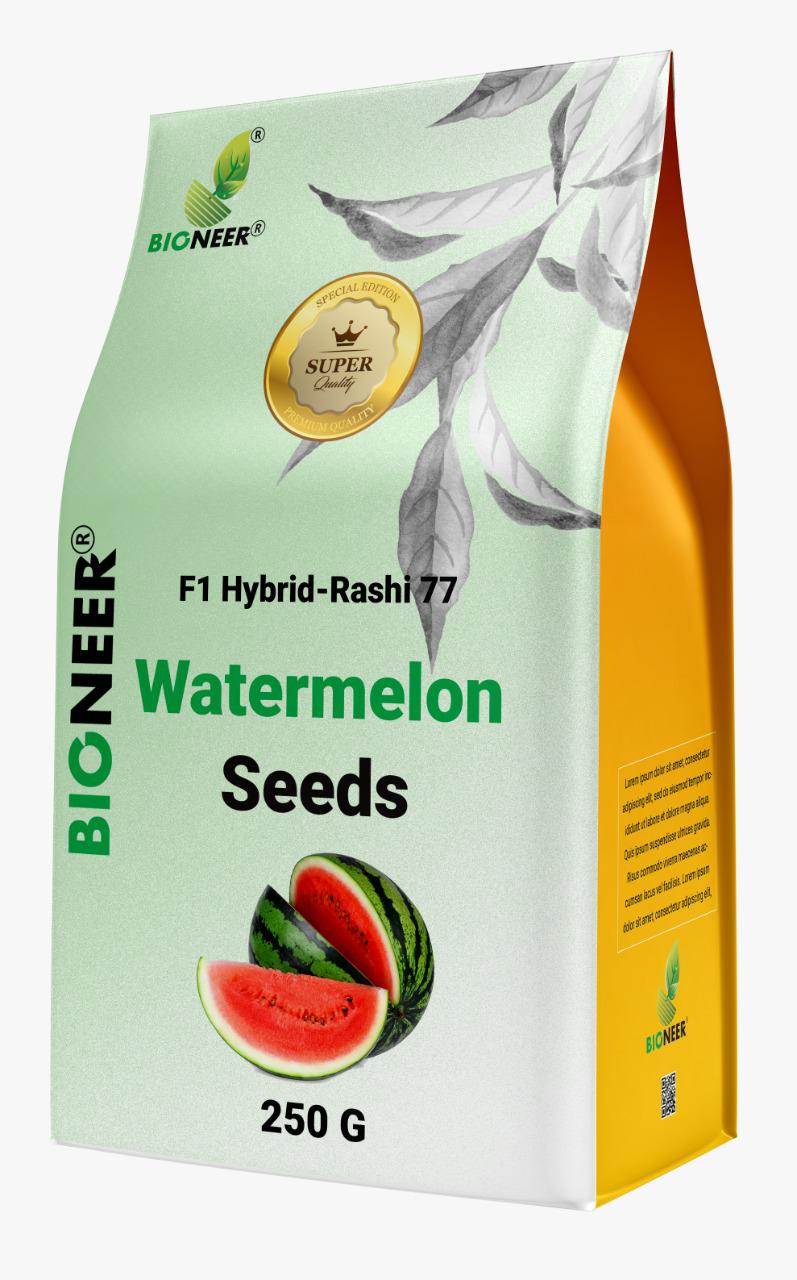 ®
BIONEER®
SPECIAL EDITION
SUPER
Quality
PREMIUM QUALITY
BIONEER®
F1 Hybrid-Rashi 77
Watermelon
Seeds
250 G
Lorem ipsum dolor sit amet, consectetur
adipiscing elit, sed do eiusmod tempor inc-
ididunt ut labore et dolore magna aliqua.
Quis ipsum suspendisse ultrices gravida.
Risus commodo viverra maecenas ac-
cumsan lacus vel facilisis. Lorem ipsum
dolor sit amet, consectetur adipiscing elit,
BIONEER®